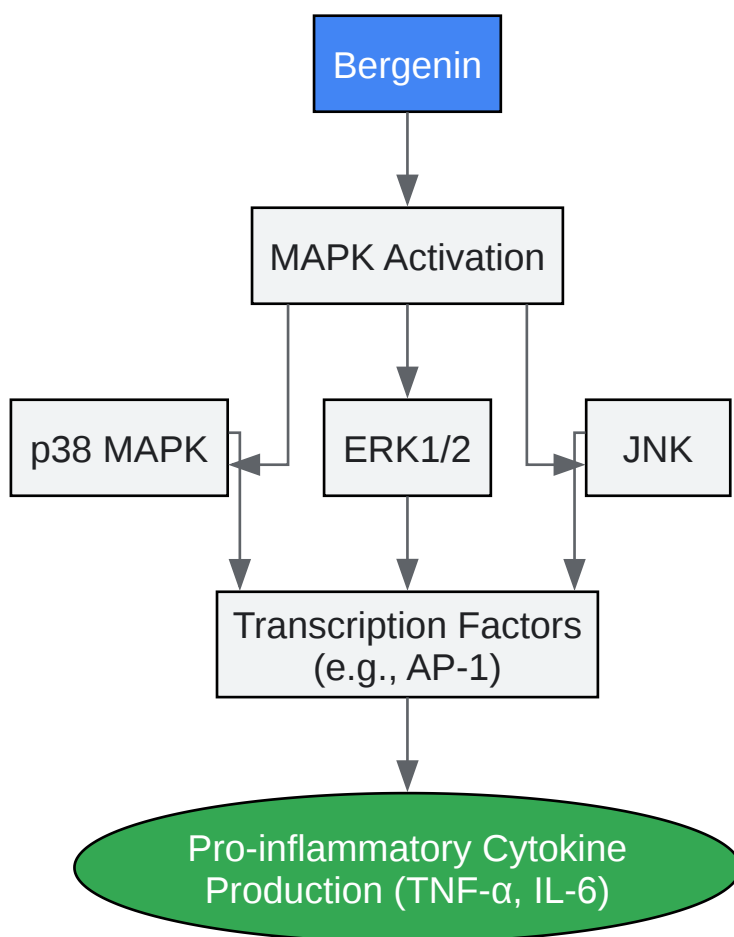 Bergenin
MAPK Activation
p38 MAPK
ERK1/2
JNK
Transcription Factors
(e.g., AP-1)
Pro-inflammatory Cytokine
Production (TNF-α, IL-6)